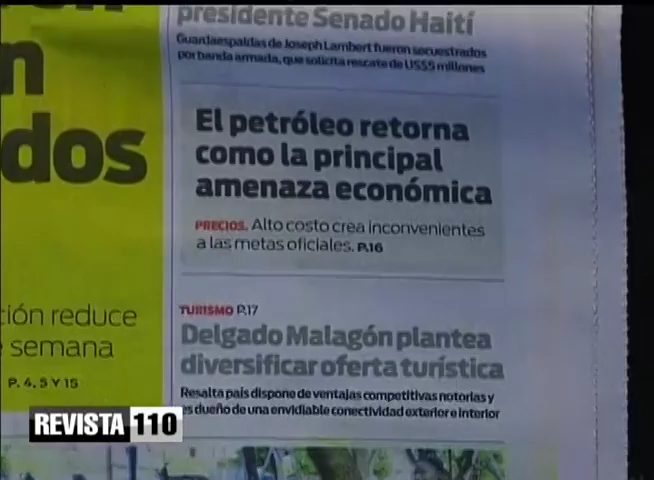 n
dos
ción reduce
semana
P. 4, 5 Y 15
presidente Senado Haití
Guardaespaldas de Joseph Lambert fueron secuestrados
por banda armada, que solicita rescate de US$5 millones
El petróleo retorna
como la principal
amenaza económica
PRECIOS. Alto costo crea inconvenientes
a las metas oficiales. P.16
TURISMO P.17
Delgado Malagón plantea
diversificar oferta turística
Resalta país dispone de ventajas competitivas notorias y
es dueño de una envidiable conectividad exterior e interior
REVISTA 110